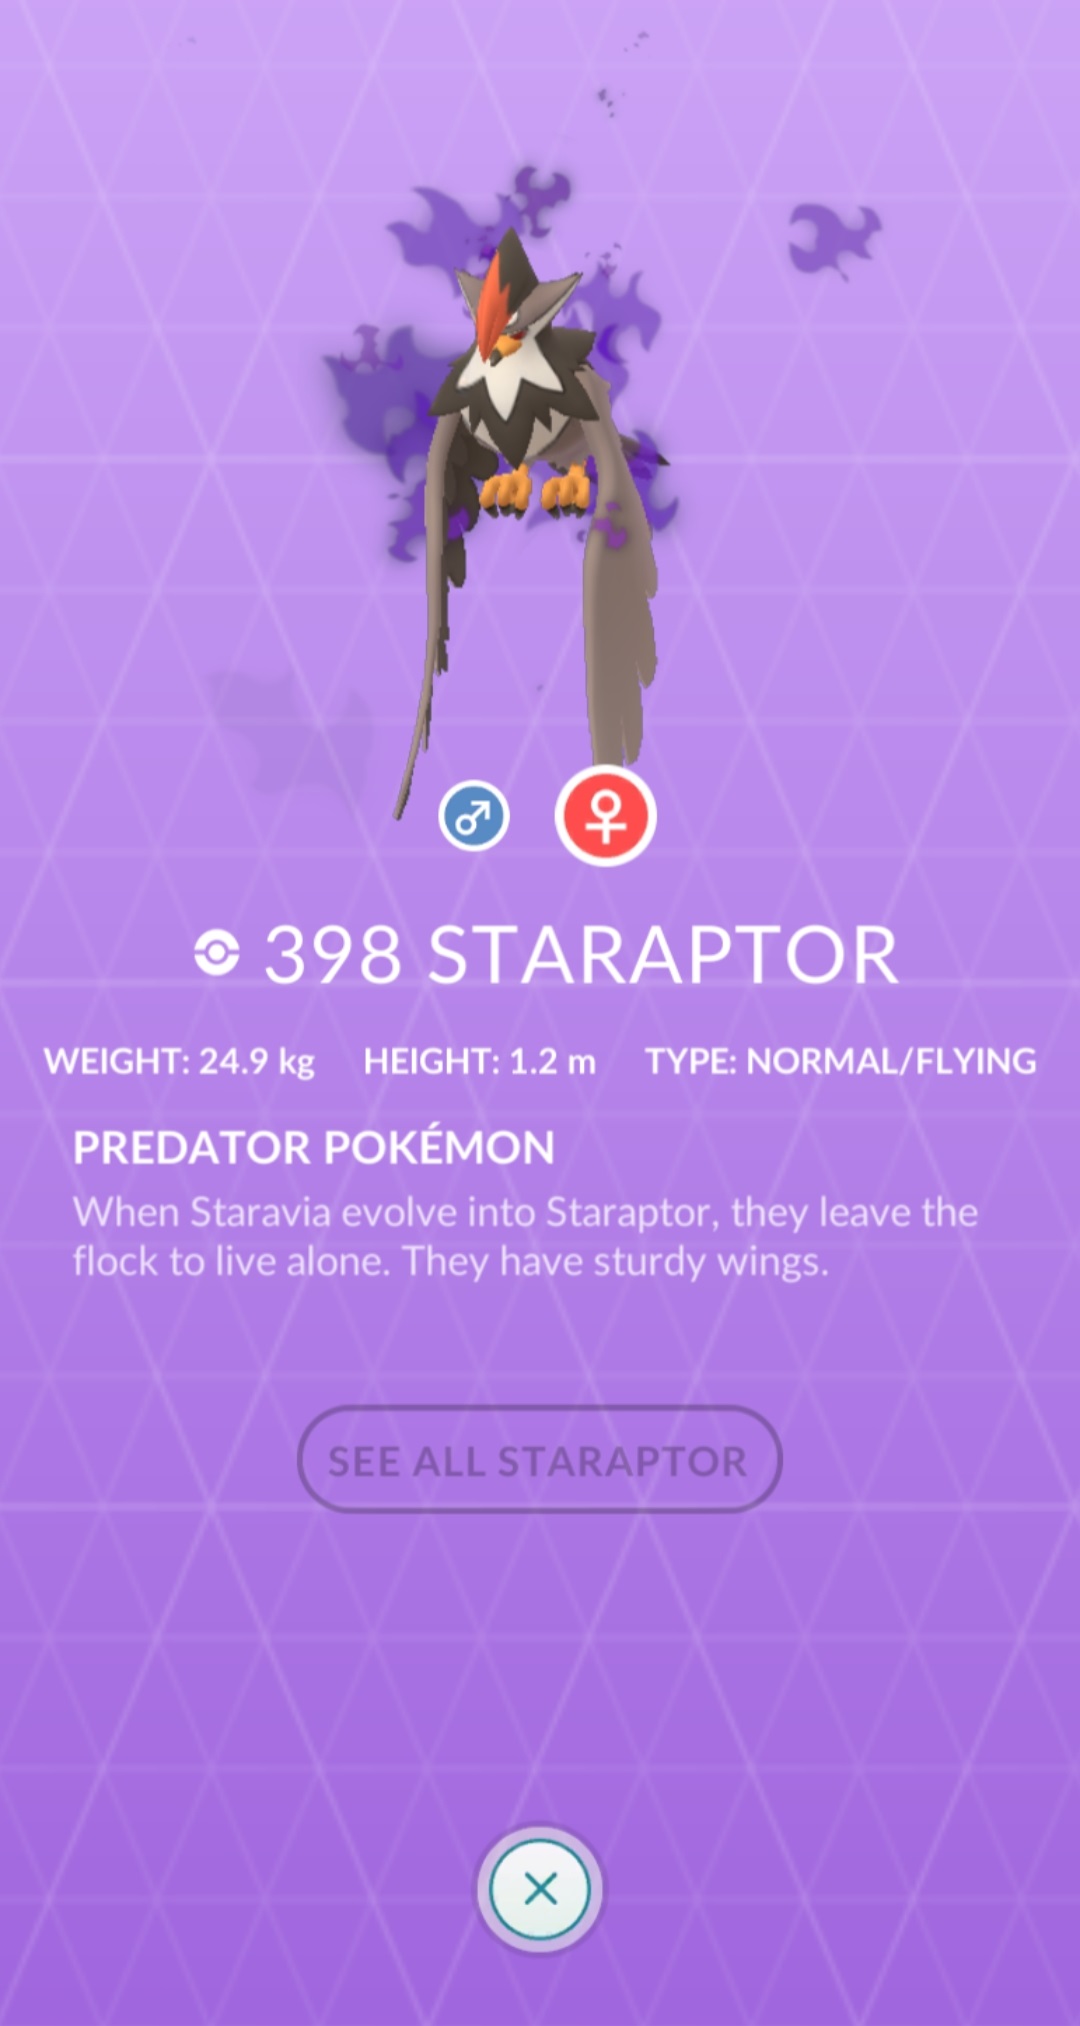 398 STARAPTOR
WEIGHT: 24.9 kg HEIGHT: 1.2 m TYPE: NORMAL/FLYING
PREDATOR POKÉMON
When Staravia evolve into Staraptor, they leave the
flock to live alone. They have sturdy wings.
SEE ALL STARAPTOR